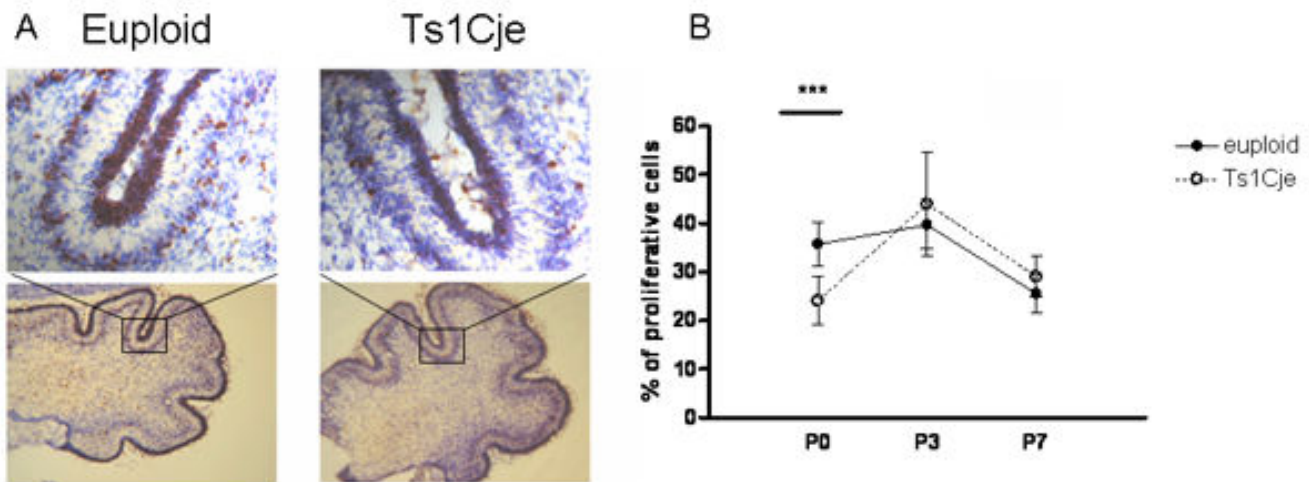 A Euploid Ts1Cje B
***
% of proliferative cells
60
50
40
30
20
10
0
P0 P3 P7
euploid
Ts1Cje